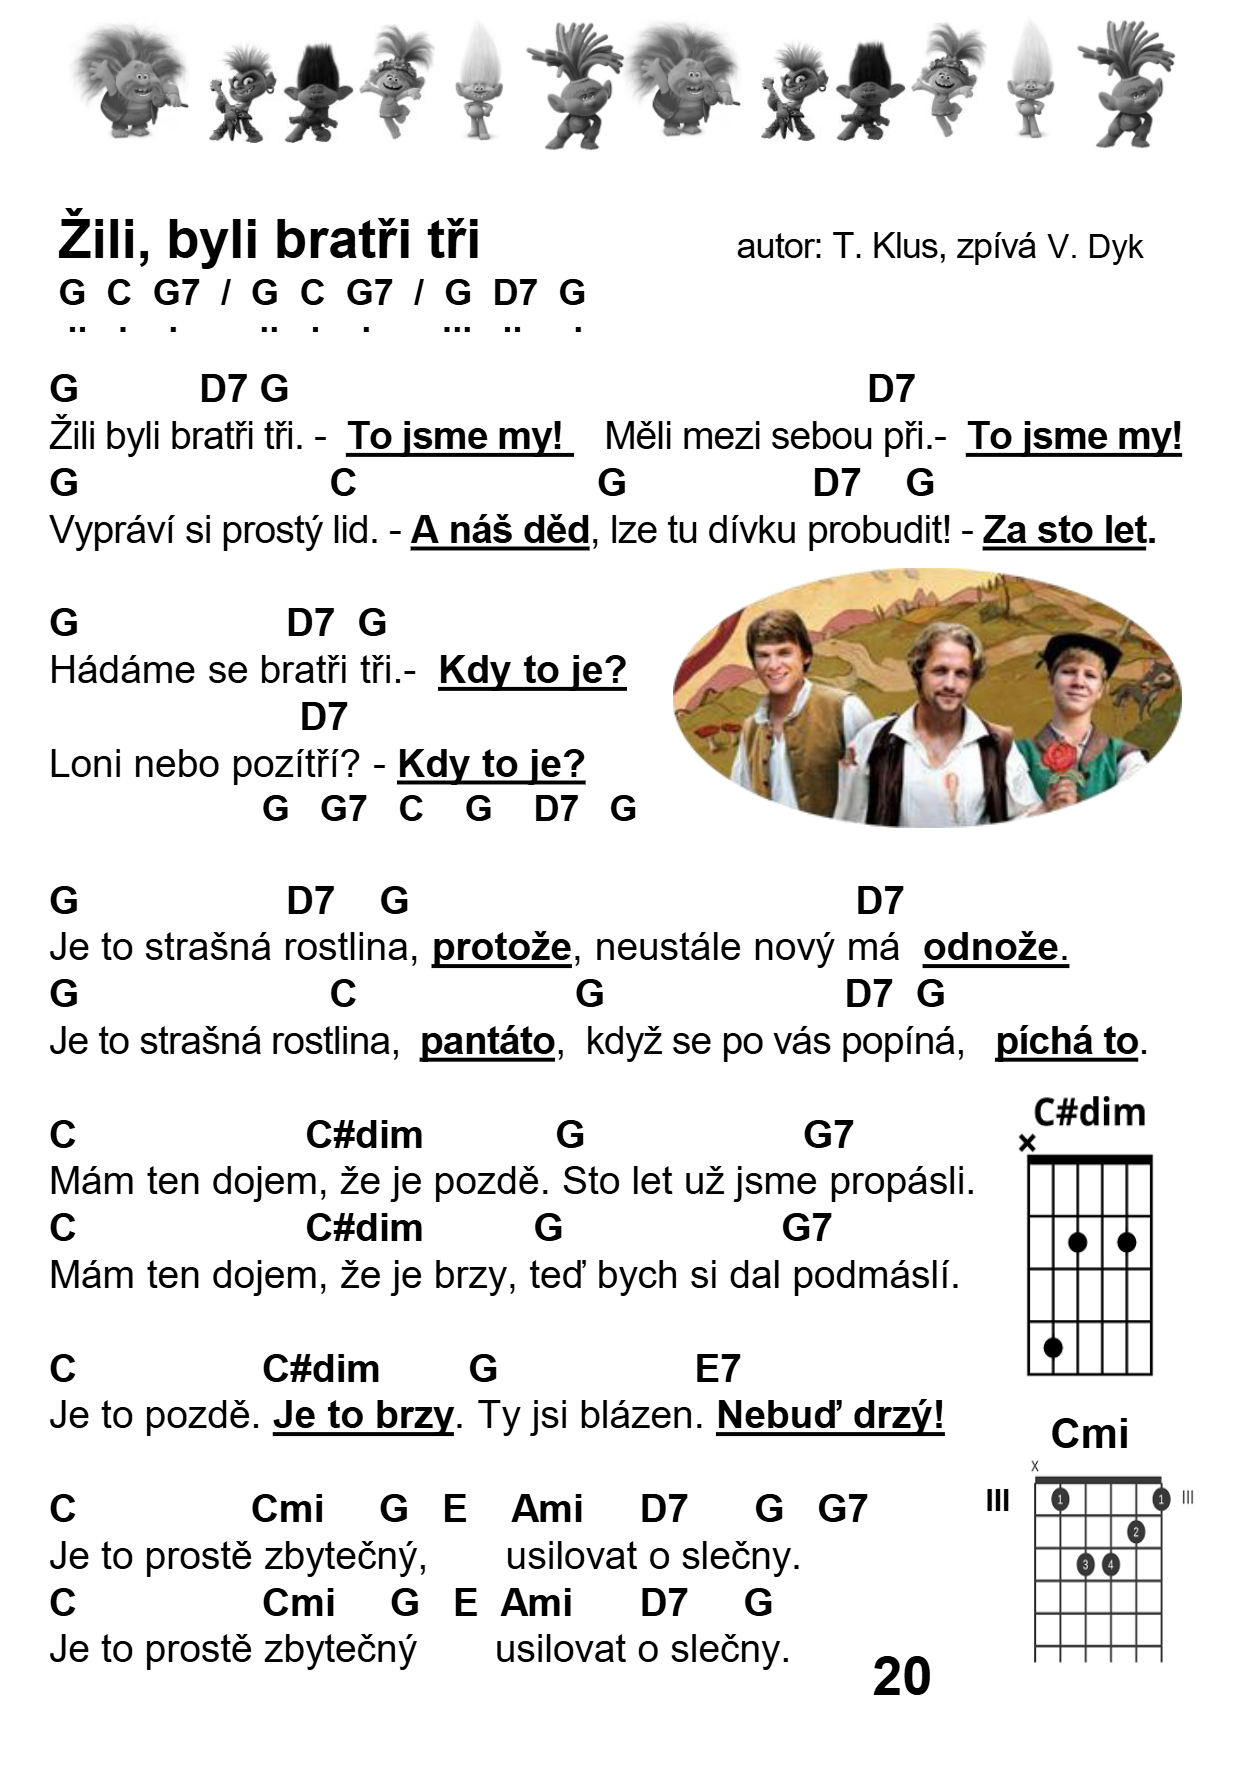 Žili, byli bratři tři autor: T. Klus, zpívá V. Dyk
G C G7 / G C G7 / G D7 G
.. . . .. . . ... .. .
G D7 G D7
Žili byli bratři tři. - To jsme my! Měli mezi sebou při.- To jsme my!
G C G D7 G
Vypráví si prostý lid. - A náš děd, lze tu dívku probudit! - Za sto let.
G D7 G
Hádáme se bratři tři.- Kdy to je?
D7
Loni nebo pozítří? - Kdy to je?
G G7 C G D7 G
G D7 G D7
Je to strašná rostlina, protože, neustále nový má odnože.
G C G D7 G
Je to strašná rostlina, pantáto, když se po vás popíná, píchá to.
C C#dim G G7
Mám ten dojem, že je pozdě. Sto let už jsme propásli.
C C#dim G G7
Mám ten dojem, že je brzy, teď bych si dal podmáslí.
C C#dim G E7
Je to pozdě. Je to brzy. Ty jsi blázen. Nebuď drzý!
C Cmi G E Ami D7 G G7
Je to prostě zbytečný, usilovat o slečny.
C Cmi G E Ami D7 G
Je to prostě zbytečný usilovat o slečny.
20
C#dim
x
Cmi
x
III 1 1 III
2
3 4